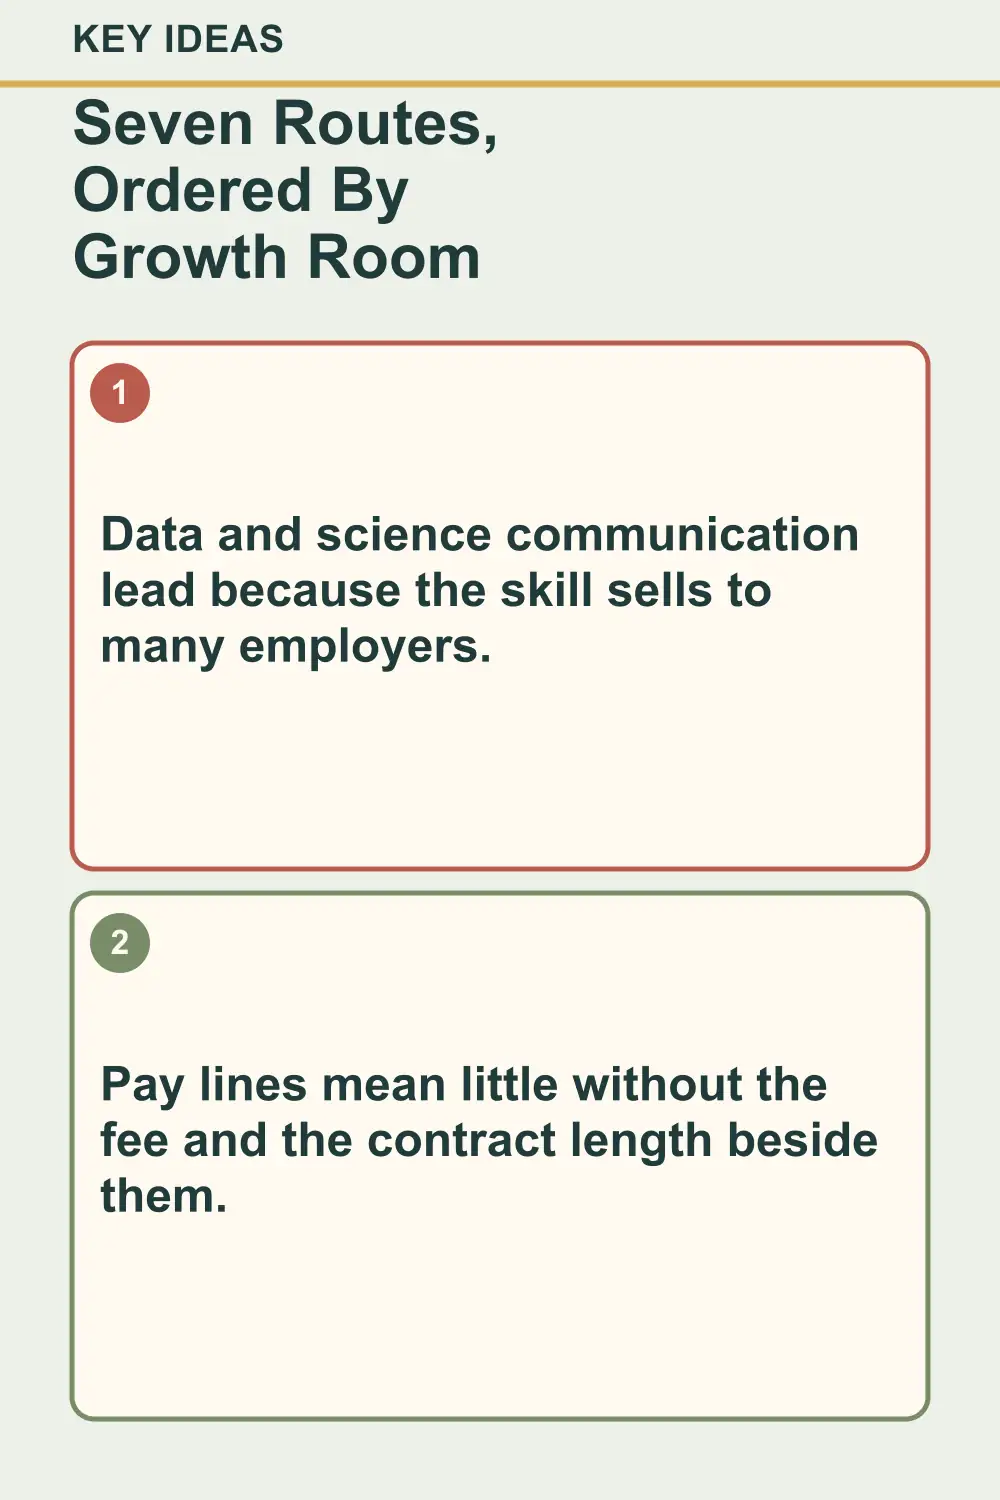 KEY IDEAS
Seven Routes,
Ordered By
Growth Room
1
Data and science communication
lead because the skill sells to
many employers.
2
Pay lines mean little without the
fee and the contract length beside
them.